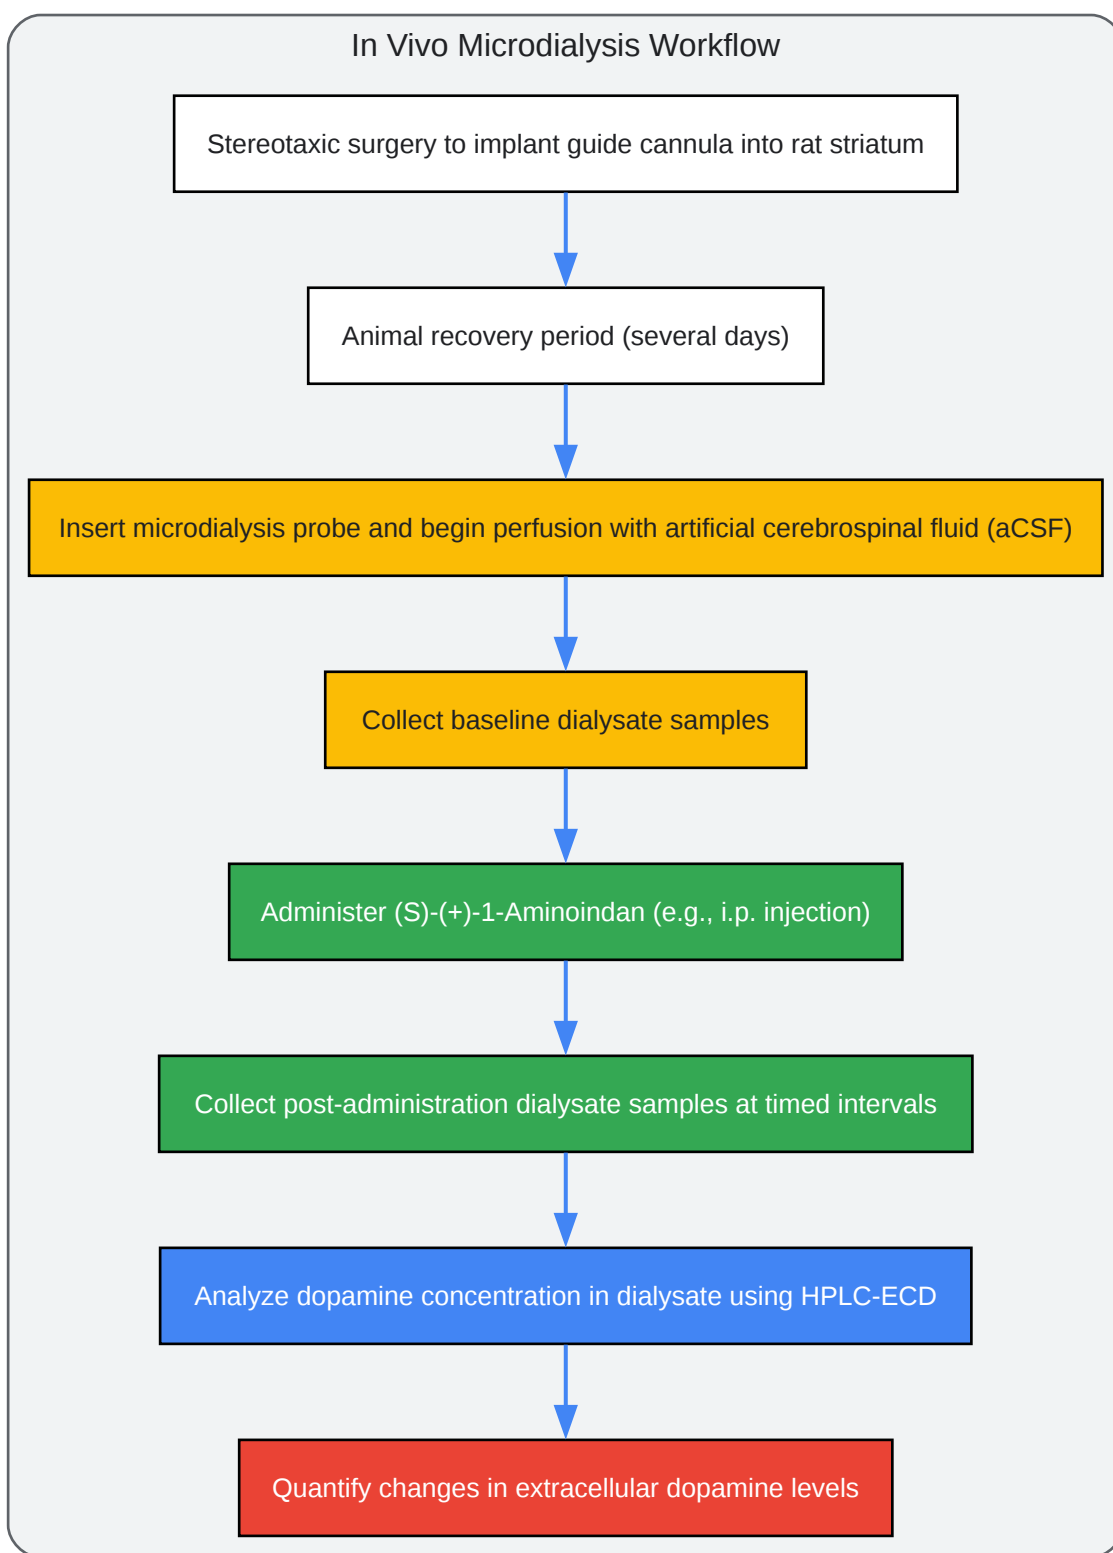 In Vivo Microdialysis Workflow
Stereotaxic surgery to implant guide cannula into rat striatum
Animal recovery period (several days)
Insert microdialysis probe and begin perfusion with artificial cerebrospinal fluid (aCSF)
Collect baseline dialysate samples
Administer (S)-(+)-1-Aminoindan (e.g., i.p. injection)
Collect post-administration dialysate samples at timed intervals
Analyze dopamine concentration in dialysate using HPLC-ECD
Quantify changes in extracellular dopamine levels